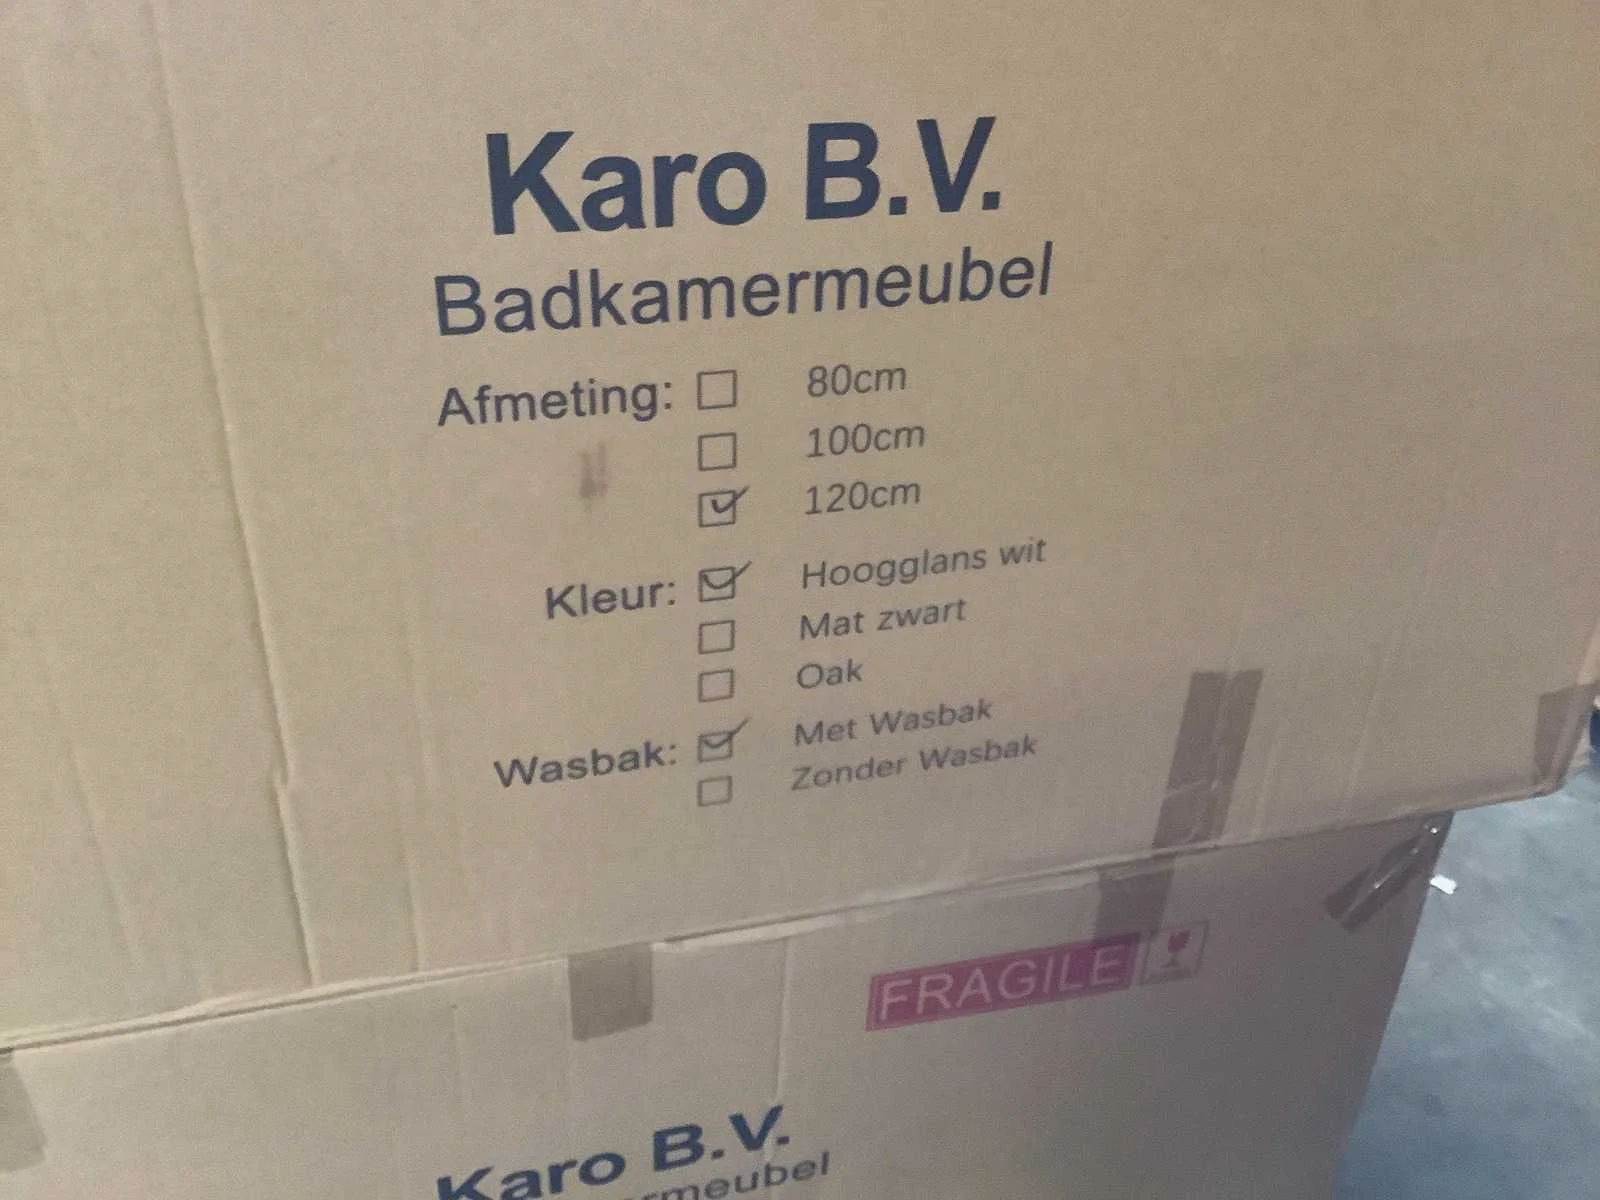 Karo B.V.
Badkamermeubel
Afmeting: ☐ 80cm
☐ 100cm
☑ 120cm
Kleur: ☑ Hoogglans wit
☐ Mat zwart
☐ Oak
Wasbak: ☑ Met Wasbak
☐ Zonder Wasbak
FRAGILE
Karo B.V.
rmeubel